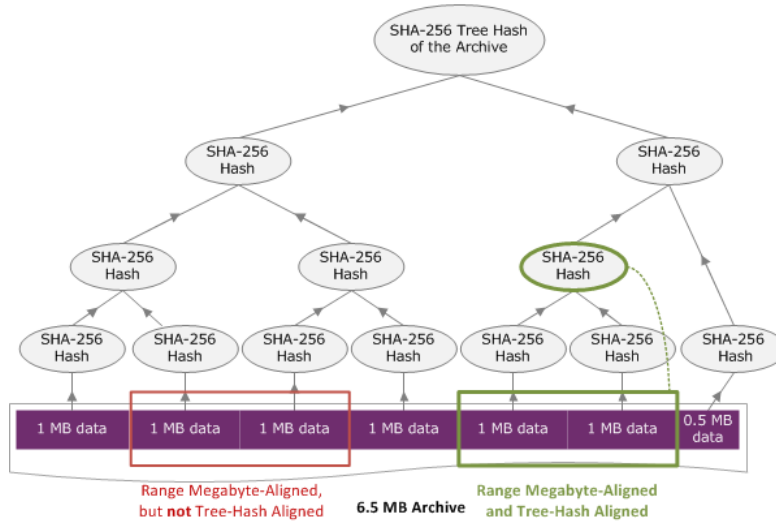 SHA-256 Tree Hash
of the Archive
SHA-256
Hash
SHA-256
Hash
SHA-256
Hash
SHA-256
Hash
SHA-256
Hash
SHA-256
Hash
SHA-256
Hash
SHA-256
Hash
SHA-256
Hash
SHA-256
Hash
SHA-256
Hash
SHA-256
Hash
1 MB data
1 MB data
1 MB data
1 MB data
1 MB data
1 MB data
0.5 MB
data
Range Megabyte-Aligned,
but not Tree-Hash Aligned
6.5 MB Archive
Range Megabyte-Aligned
and Tree-Hash Aligned